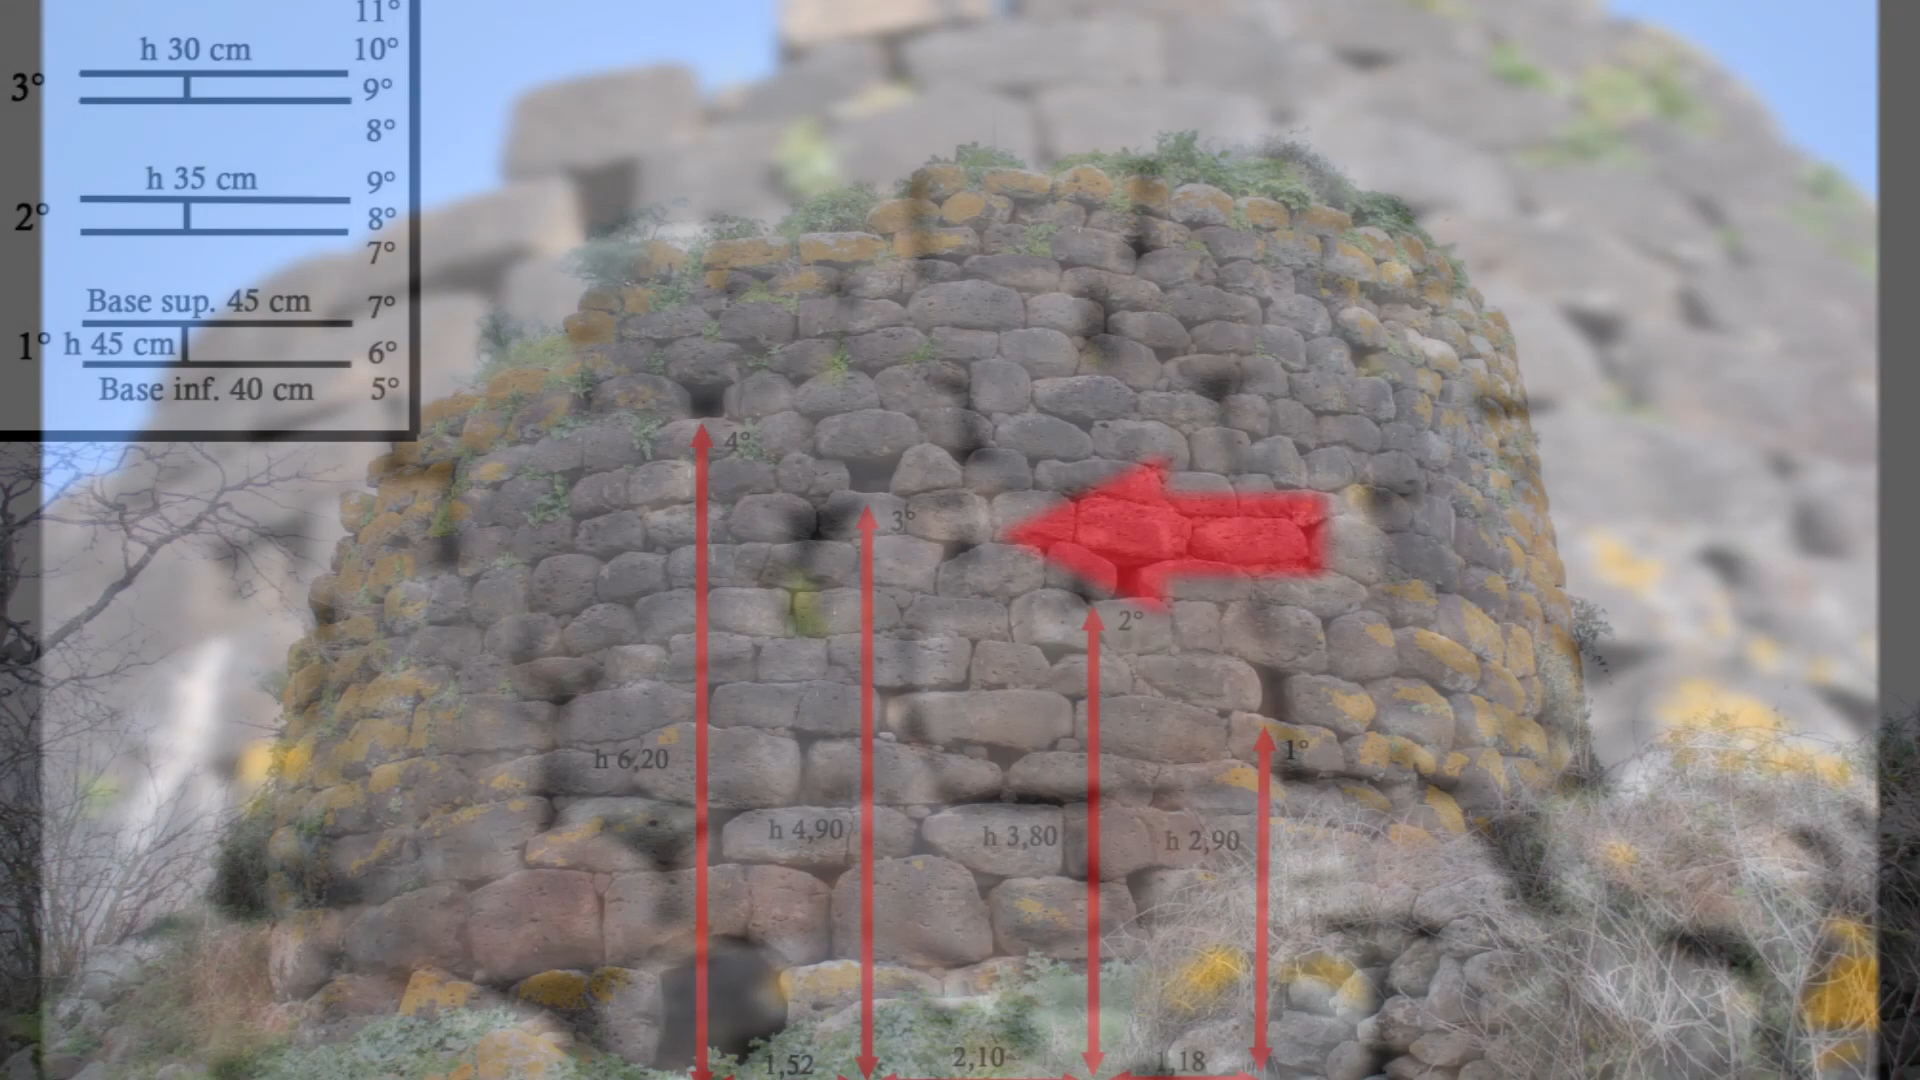 11°
h 30 cm 10°
3° 9°
8°
h 35 cm 9°
2° 8°
7°
Base sup. 45 cm 7°
1° h 45 cm 6°
Base inf. 40 cm 5°
4°
3°
2°
1°
h 6,20
h 4,90
h 3,80
h 2,90
1,52
2,10
1,18